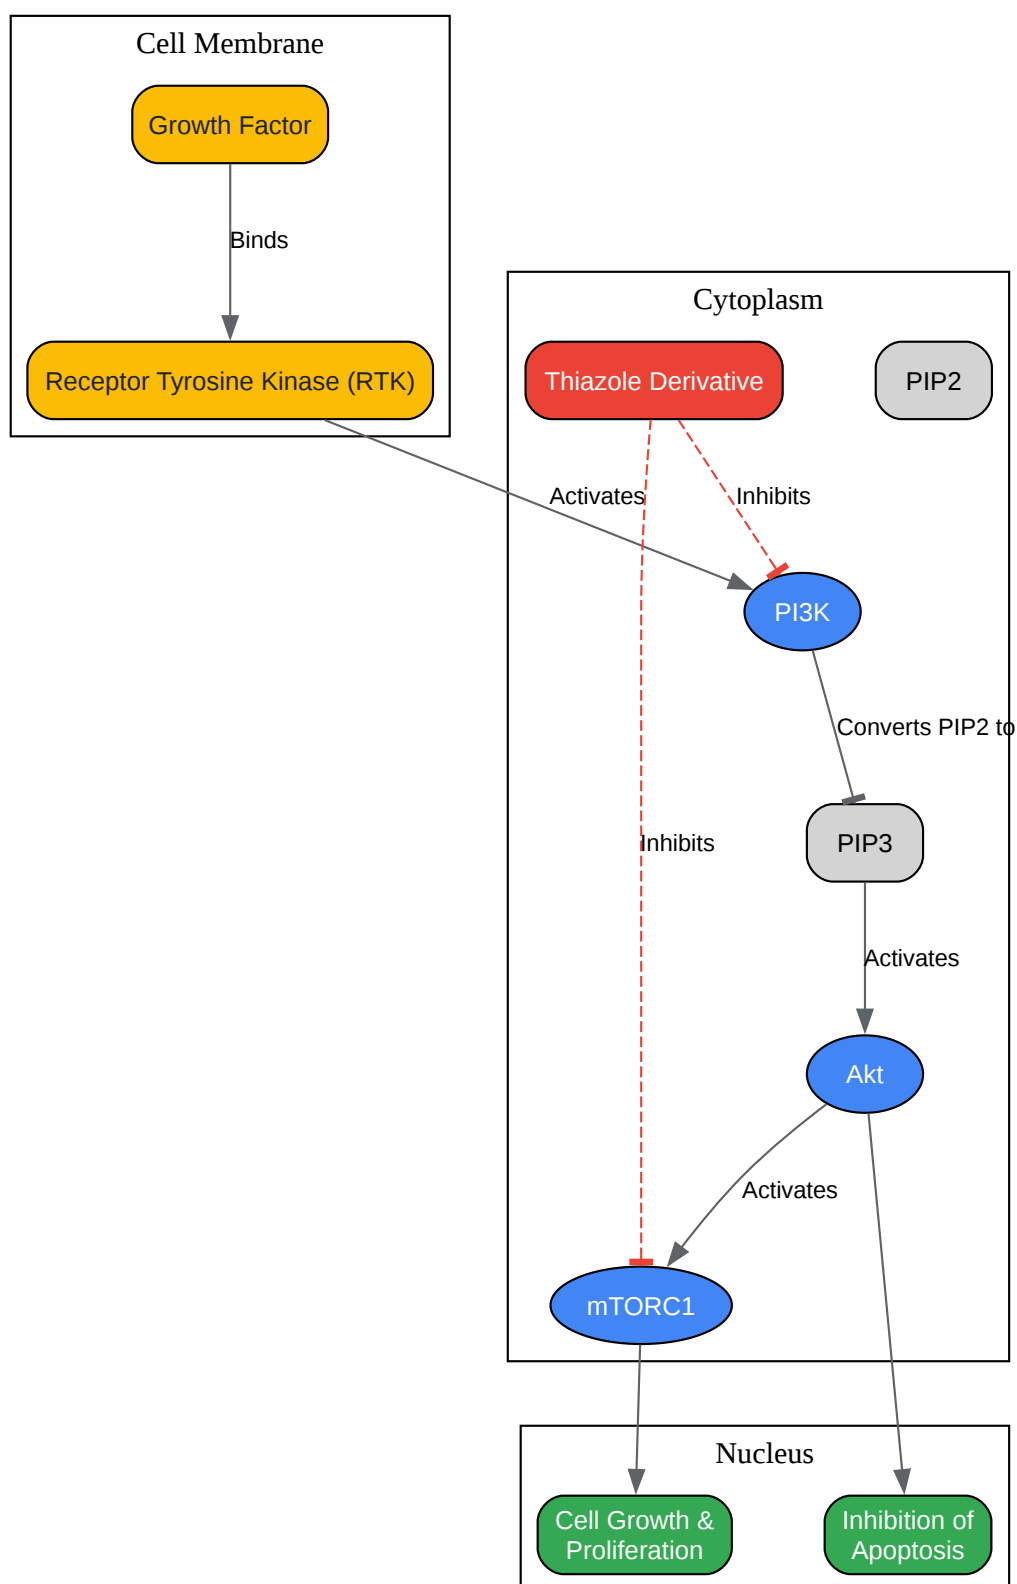 Cell Membrane
Growth Factor
Binds
Receptor Tyrosine Kinase (RTK)
Cytoplasm
Thiazole Derivative
PIP2
Activates
Inhibits
PI3K
Converts PIP2 to
Inhibits
PIP3
Activates
Akt
Activates
mTORC1
Nucleus
Cell Growth &
Proliferation
Inhibition of
Apoptosis